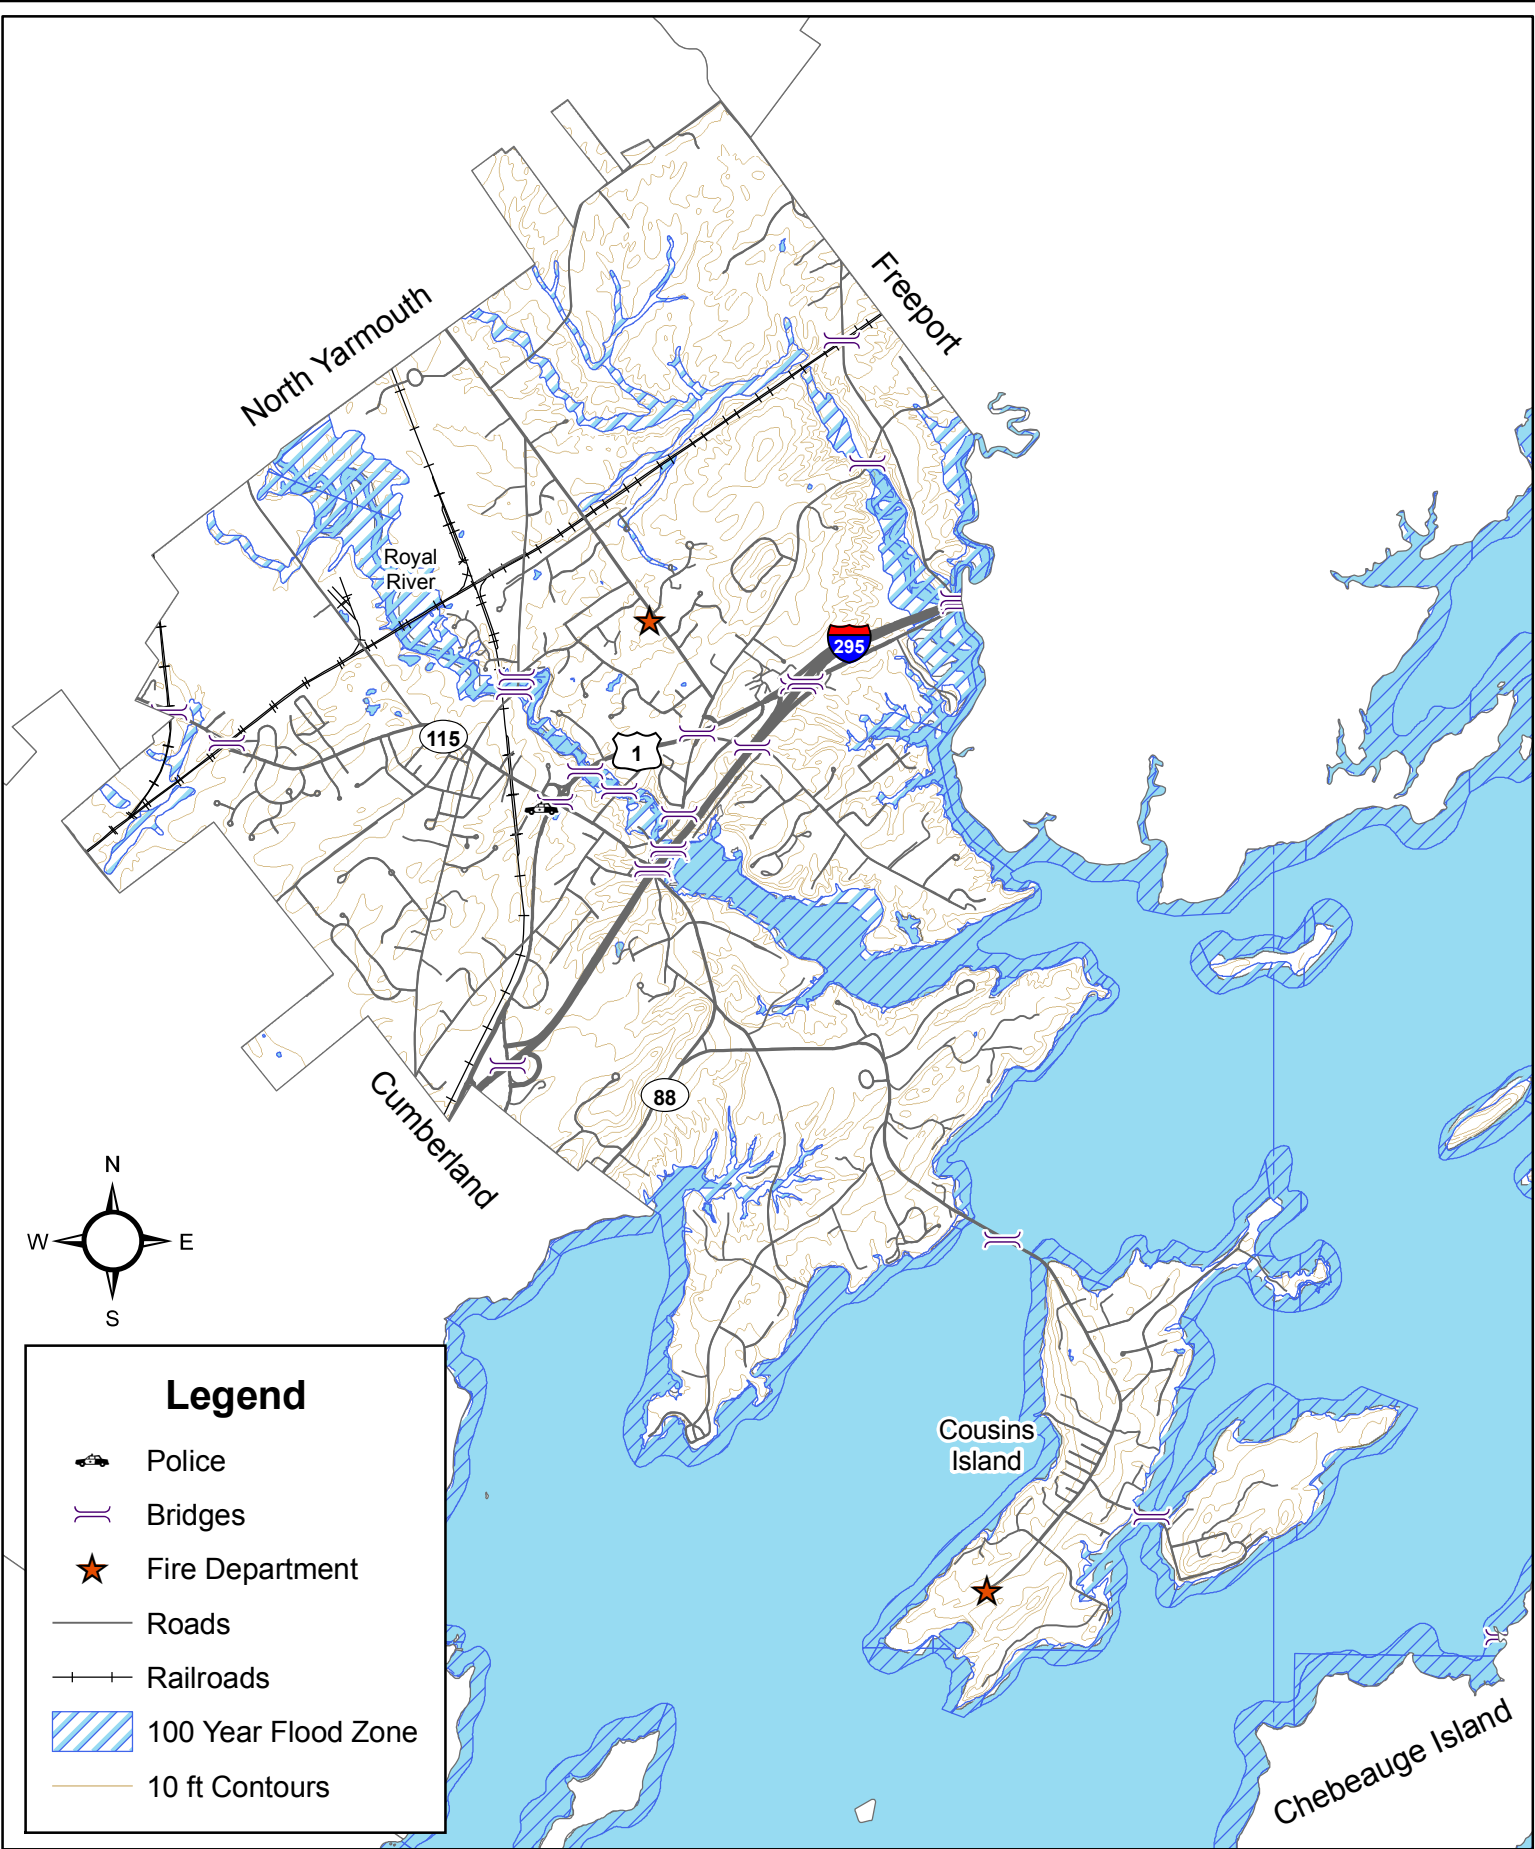 Freeport
North Yarmouth
Royal
River
295
115
1
88
Cumberland
N
W
E
S
Legend
Police
Bridges
Fire Department
Roads
Railroads
100 Year Flood Zone
10 ft Contours
Cousins
Island
Chebeauge Island